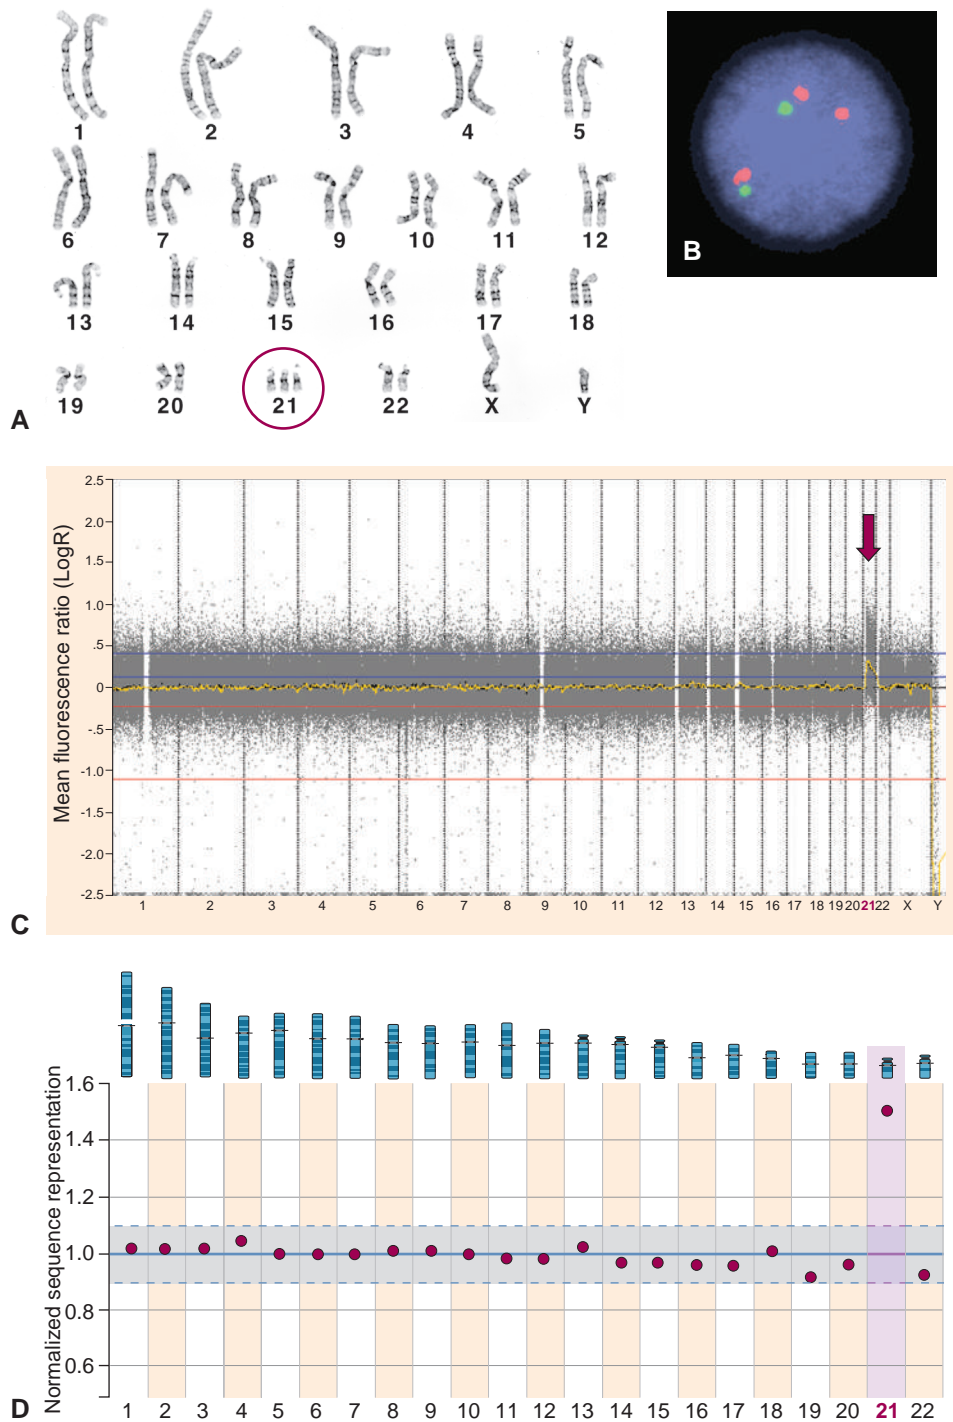 1 2 3 4 5
6 7 8 9 10 11 12
13 14 15 16 17 18
19 20 21 22 X Y
A
B
Mean fluorescence ratio (LogR)
2.5
2.0
1.5
1.0
.5
0
-.5
-1.0
-1.5
-2.0
-2.5
1 2 3 4 5 6 7 8 9 10 11 12 13 14 15 16 17 18 19 20 21 22 X Y
C
Normalized sequence representation
1.6
1.4
1.2
1.0
0.8
0.6
1 2 3 4 5 6 7 8 9 10 11 12 13 14 15 16 17 18 19 20 21 22
D